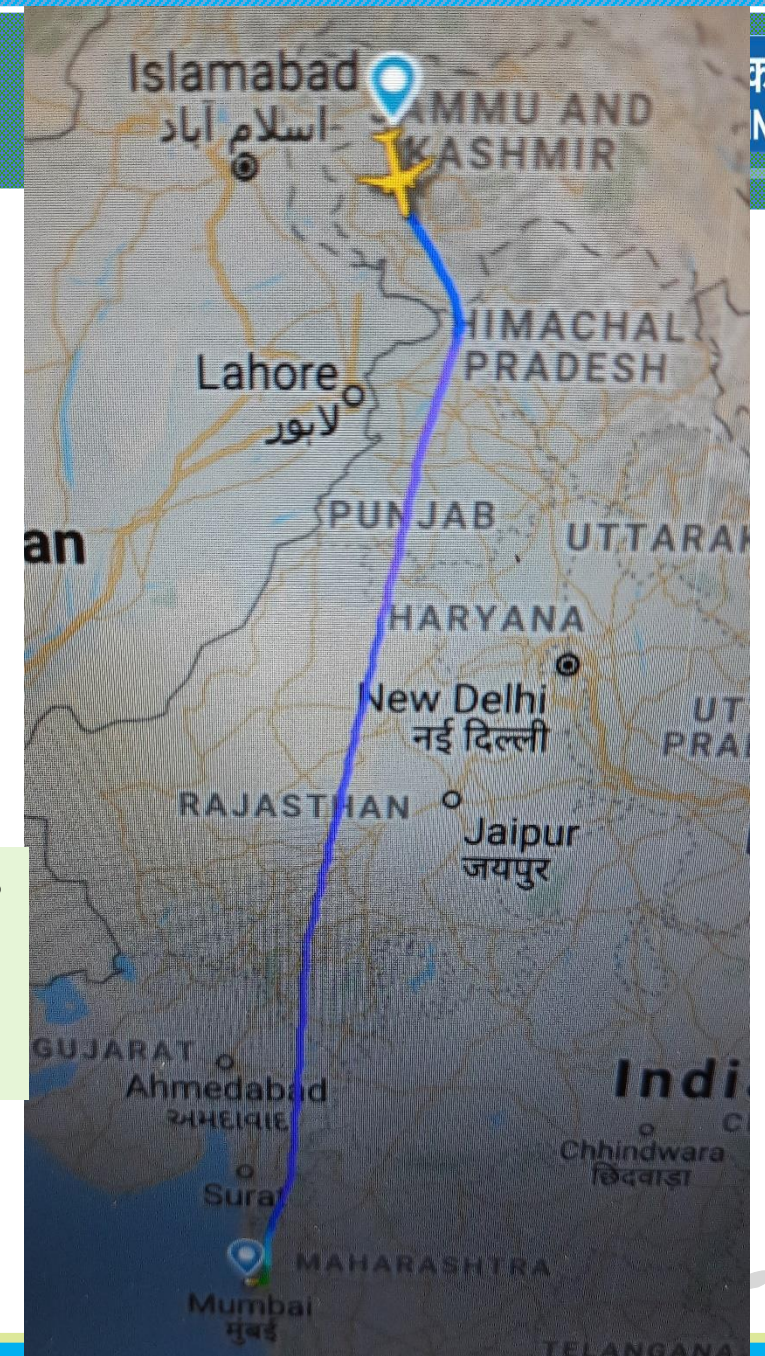 Islamabad
اسلام آباد
JAMMU AND
KASHMIR
HIMACHAL
PRADESH
Lahore
لاہور
PUNJAB
an
UTTARAK
HARYANA
New Delhi
नई दिल्ली
UT
PRA
RAJASTHAN
Jaipur
जयपुर
GUJARAT
Ahmedabad
અમદાવાદ
Indi
Chhindwara
छिंदवाड़ा
Surat
MAHARASHTRA
Mumbai
मुंबई
TELANGANA